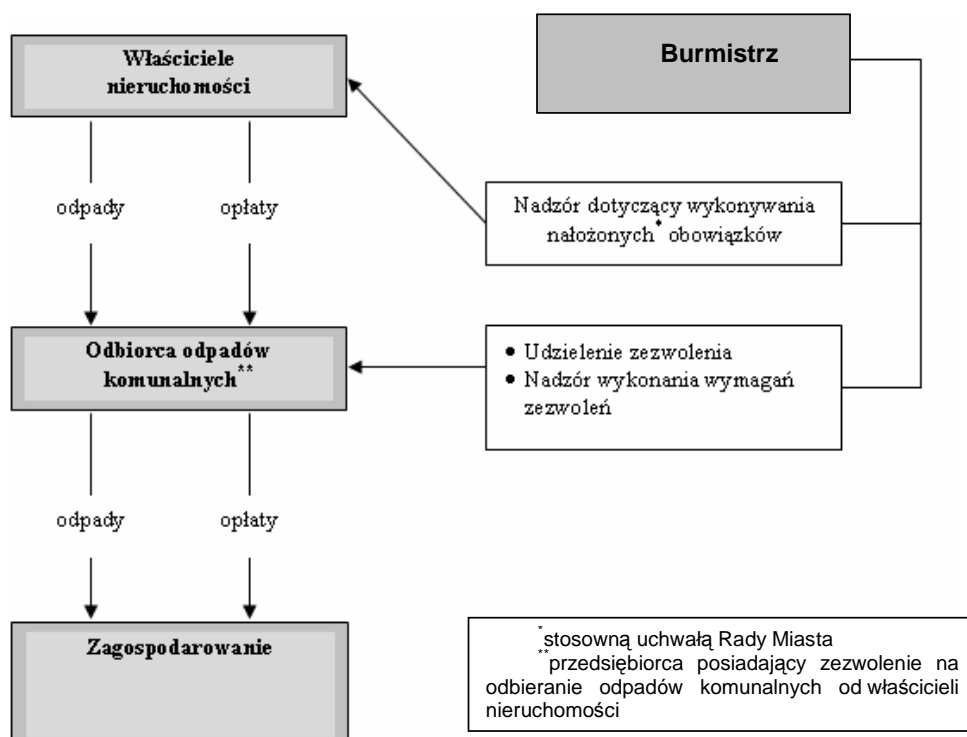 Właściciele
nieruchomości
Burmistrz
odpady
opłaty
Nadzór dotyczący wykonywania
nałożonych* obowiązków
Odbiorca odpadów
komunalnych**
• Udzielenie zezwolenia
• Nadzór wykonania wymagań
zezwoleń
odpady
opłaty
Zagospodarowanie
*stosowną uchwałą Rady Miasta
**przedsiębiorca posiadający zezwolenie na
odbieranie odpadów komunalnych od właścicieli
nieruchomości